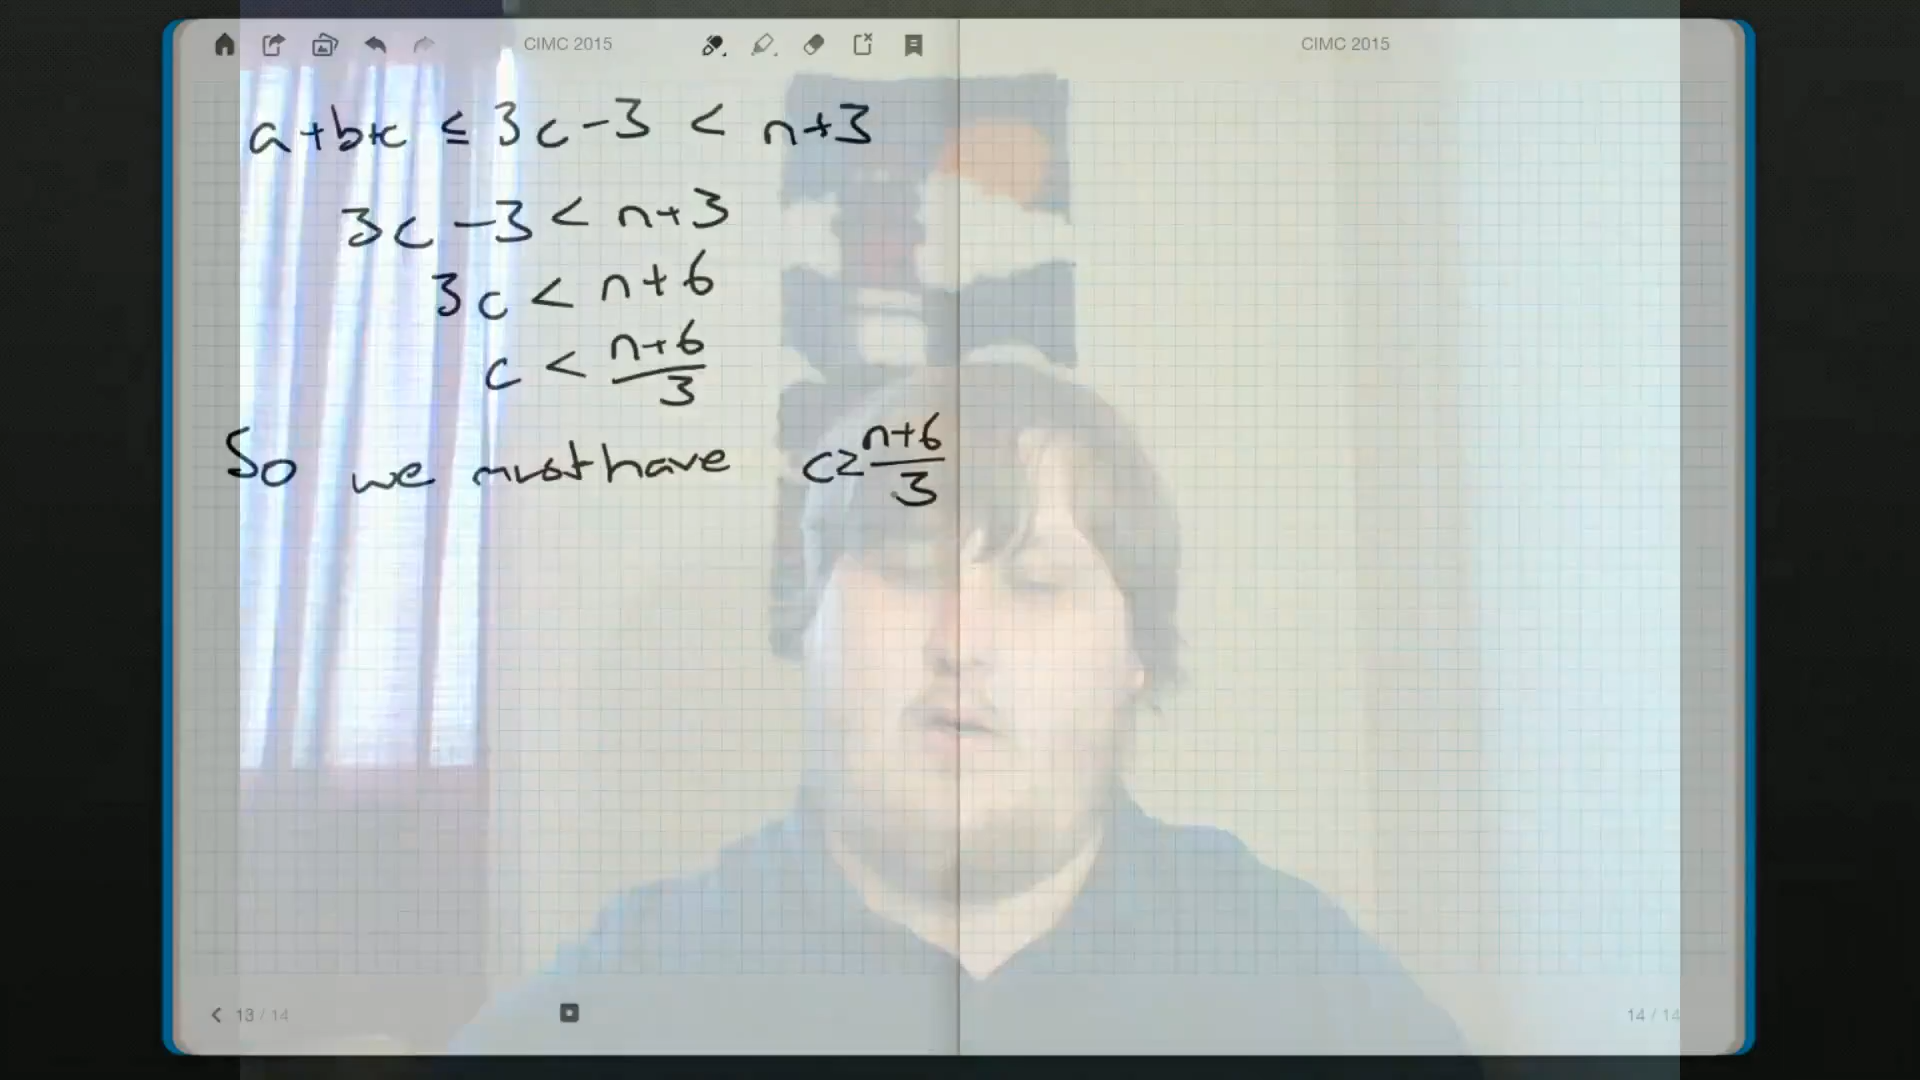 CIMC 2015
CIMC 2015
a+b+c ≤ 3c-3 < n+3
3c-3 < n+3
3c < n+6
c < n+6/3
So we must have c≥ n+6/3
13 / 14
14 / 14